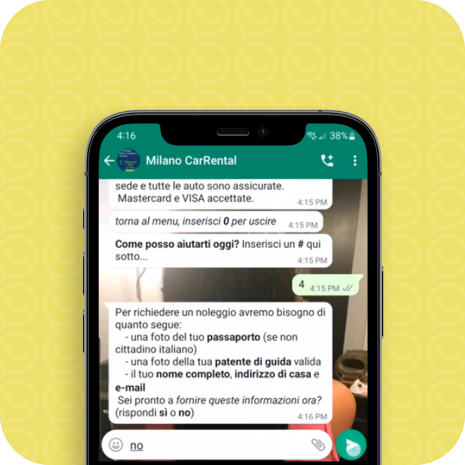 4:16
38%
Milano CarRental
sede e tutte le auto sono assicurate.
Mastercard e VISA accettate.
4:15 PM
torna al menu, inserisci 0 per uscire
4:15 PM
Come posso aiutarti oggi? Inserisci un # qui
sotto...
4:15 PM
4 4:15 PM
Per richiedere un noleggio avremo bisogno di
quanto segue:
- una foto del tuo passaporto (se non
cittadino italiano)
- una foto della tua patente di guida valida
- il tuo nome completo, indirizzo di casa e
e-mail
Sei pronto a fornire queste informazioni ora?
(rispondi sì o no)
4:16 PM
no